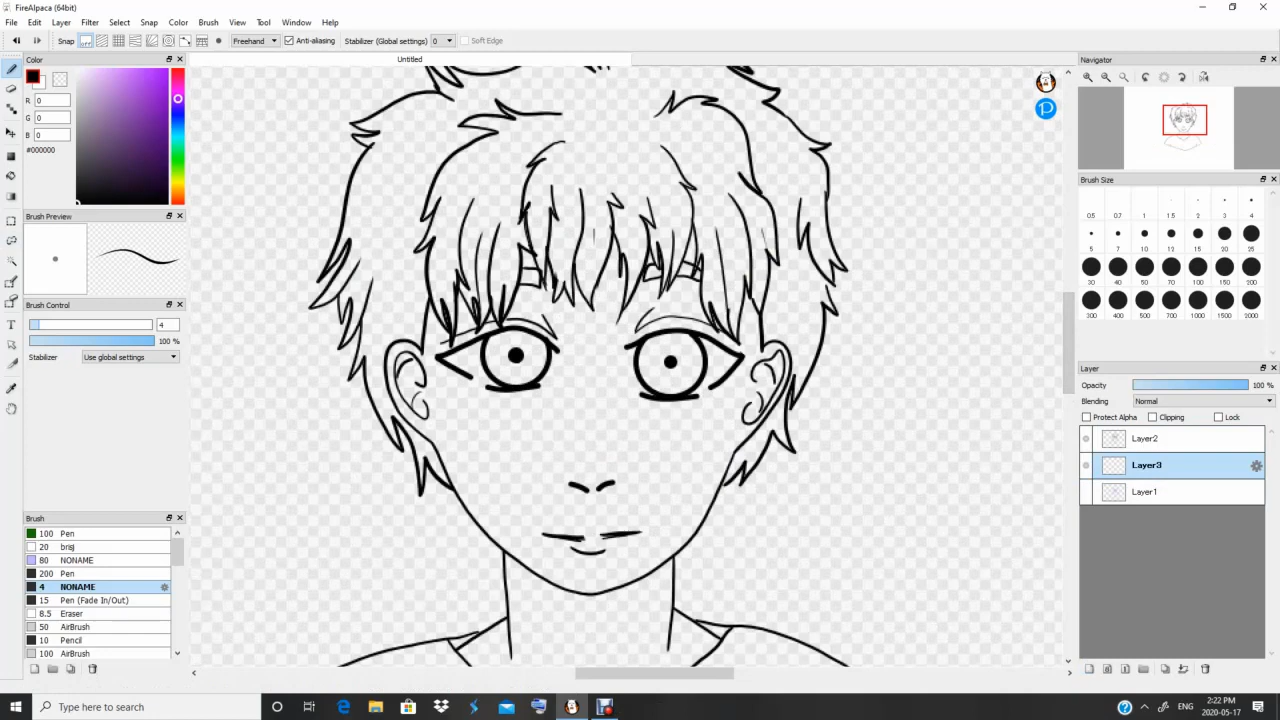 FireAlpaca (64bit)
File Edit Layer Filter Select Snap Color Brush View Tool Window Help
Snap OFF Freehand Anti-aliasing Stabilizer (Global settings) 0 Soft Edge
Color
Untitled
Navigator
R 0
G 0
B 0
#000000
Brush Preview
Brush Size
0.5 0.7 1 1.5 2 3 4
5 7 10 12 15 20 25
30 40 50 70 100 150 200
300 400 500 700 1000 1500 2000
Brush Control
4
100 %
Stabilizer Use global settings
Layer
Opacity 100 %
Blending Normal
Protect Alpha Clipping Lock
Layer2
Layer3
Layer1
Brush
100 Pen
20 brisj
80 NONAME
200 Pen
4 NONAME
15 Pen (Fade In/Out)
8.5 Eraser
50 AirBrush
10 Pencil
100 AirBrush
Type here to search
ENG
2:22 PM
2020-05-17